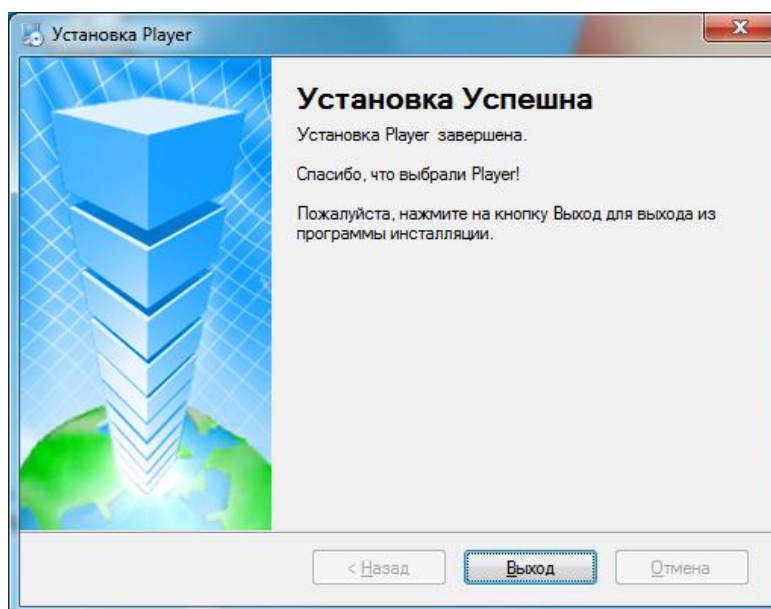 Установка Player
Установка Успешна
Установка Player завершена.
Спасибо, что выбрали Player!
Пожалуйста, нажмите на кнопку Выход для выхода из
программы инсталляции.
< Назад
Выход
Отмена